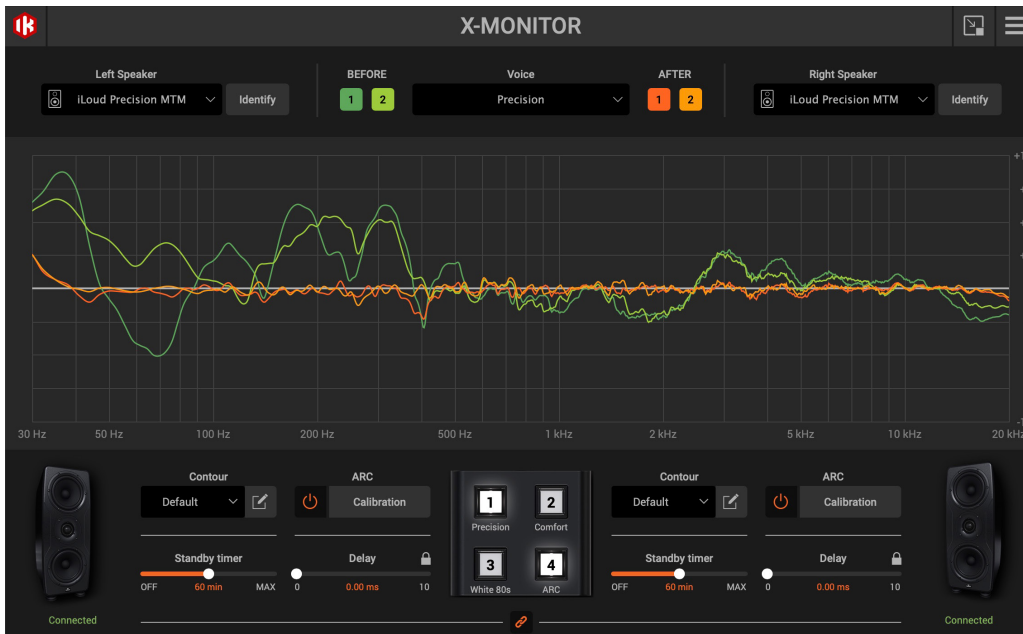 X-MONITOR
Left Speaker
iLoud Precision MTM
Identify
BEFORE
1 2
Voice
Precision
AFTER
1 2
Right Speaker
iLoud Precision MTM
Identify
30 Hz 50 Hz 100 Hz 200 Hz 500 Hz 1 kHz 2 kHz 5 kHz 10 kHz 20 kHz
Contour
Default
ARC
Calibration
Standby timer
OFF 60 min MAX
Delay
0 0.00 ms 10
1 2
Precision Comfort
3 4
White 80s ARC
Contour
Default
ARC
Calibration
Standby timer
OFF 60 min MAX
Delay
0 0.00 ms 10
Connected
Connected